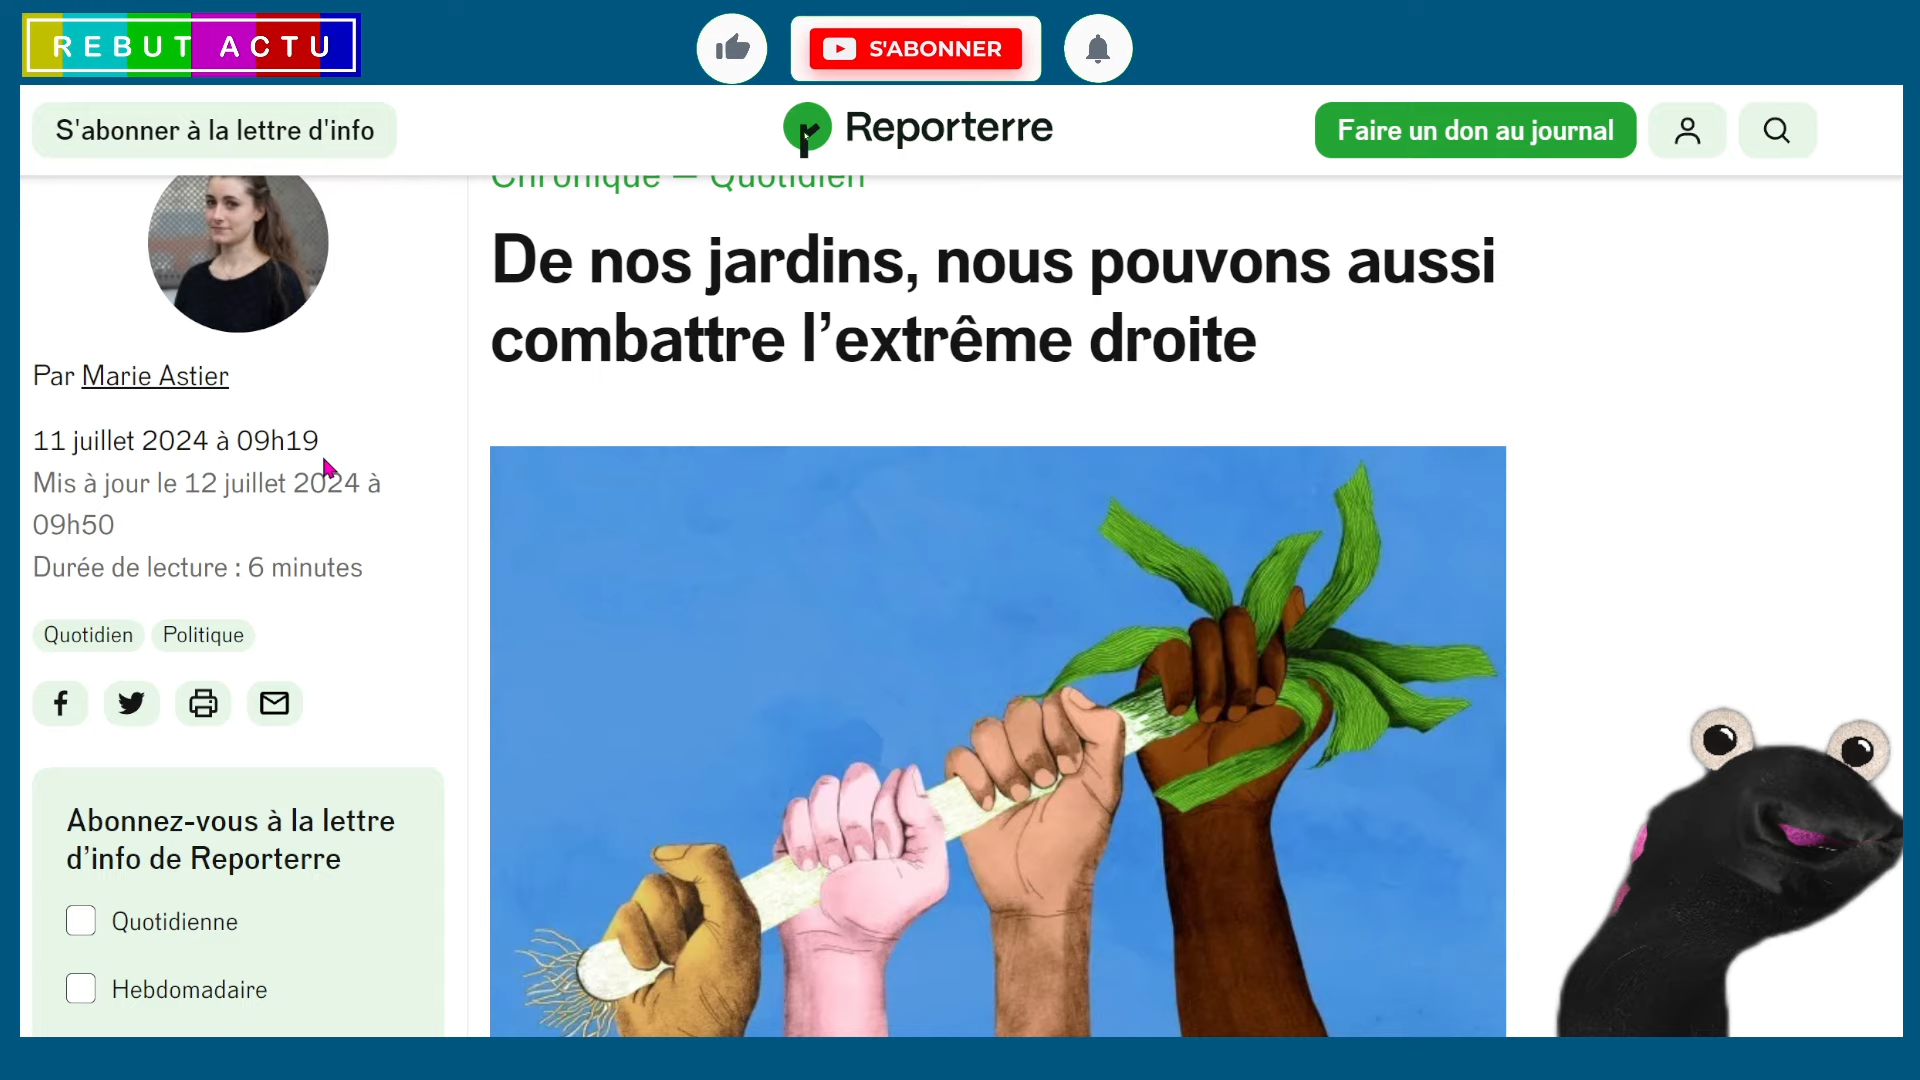 REBUT ACTU
S'ABONNER
S'abonner à la lettre d'info
Reporterre
Faire un don au journal
Chronique — Quotidien
De nos jardins, nous pouvons aussi
combattre l’extrême droite
Par Marie Astier
11 juillet 2024 à 09h19
Mis à jour le 12 juillet 2024 à
09h50
Durée de lecture : 6 minutes
Quotidien Politique
Abonnez-vous à la lettre
d’info de Reporterre
Quotidienne
Hebdomadaire